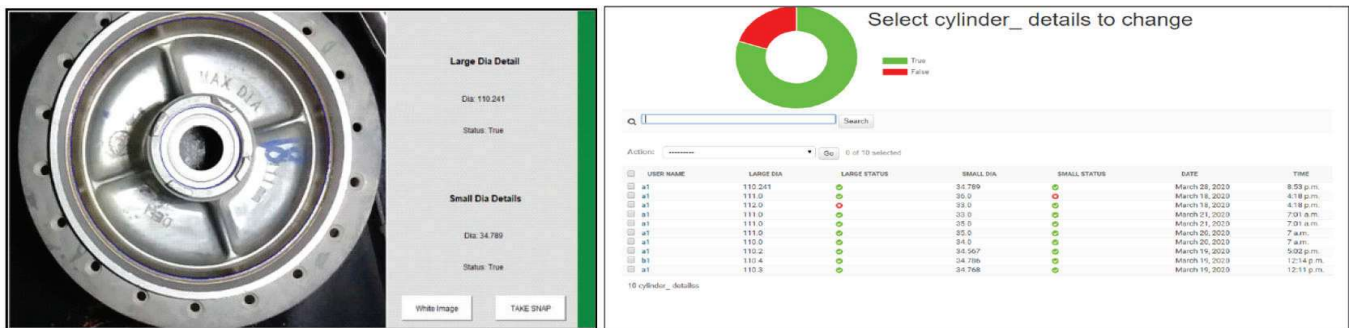 MAX DIA
Large Dia Detail
Dia: 110.241
Status: True
Small Dia Details
Dia: 34.789
Status: True
White Image TAKE SNAP
Select cylinder_ details to change
True
False
Search
Action: --------- Go 0 of 10 selected
USER NAME LARGE DIA LARGE STATUS SMALL DIA SMALL STATUS DATE TIME
a1 110.241 34.789 March 28, 2020 8:53 p.m.
a1 111.0 36.0 March 18, 2020 4:18 p.m.
a1 112.0 33.0 March 18, 2020 4:18 p.m.
a1 111.0 33.0 March 21, 2020 7:01 a.m.
a1 111.0 35.0 March 21, 2020 7:01 a.m.
a1 111.0 35.0 March 20, 2020 7 a.m.
a1 110.0 34.0 March 20, 2020 7 a.m.
a1 110.2 34.567 March 19, 2020 5:02 p.m.
b1 110.4 34.786 March 19, 2020 12:14 p.m.
a1 110.3 34.768 March 19, 2020 12:11 p.m.
10 cylinder_ detailss